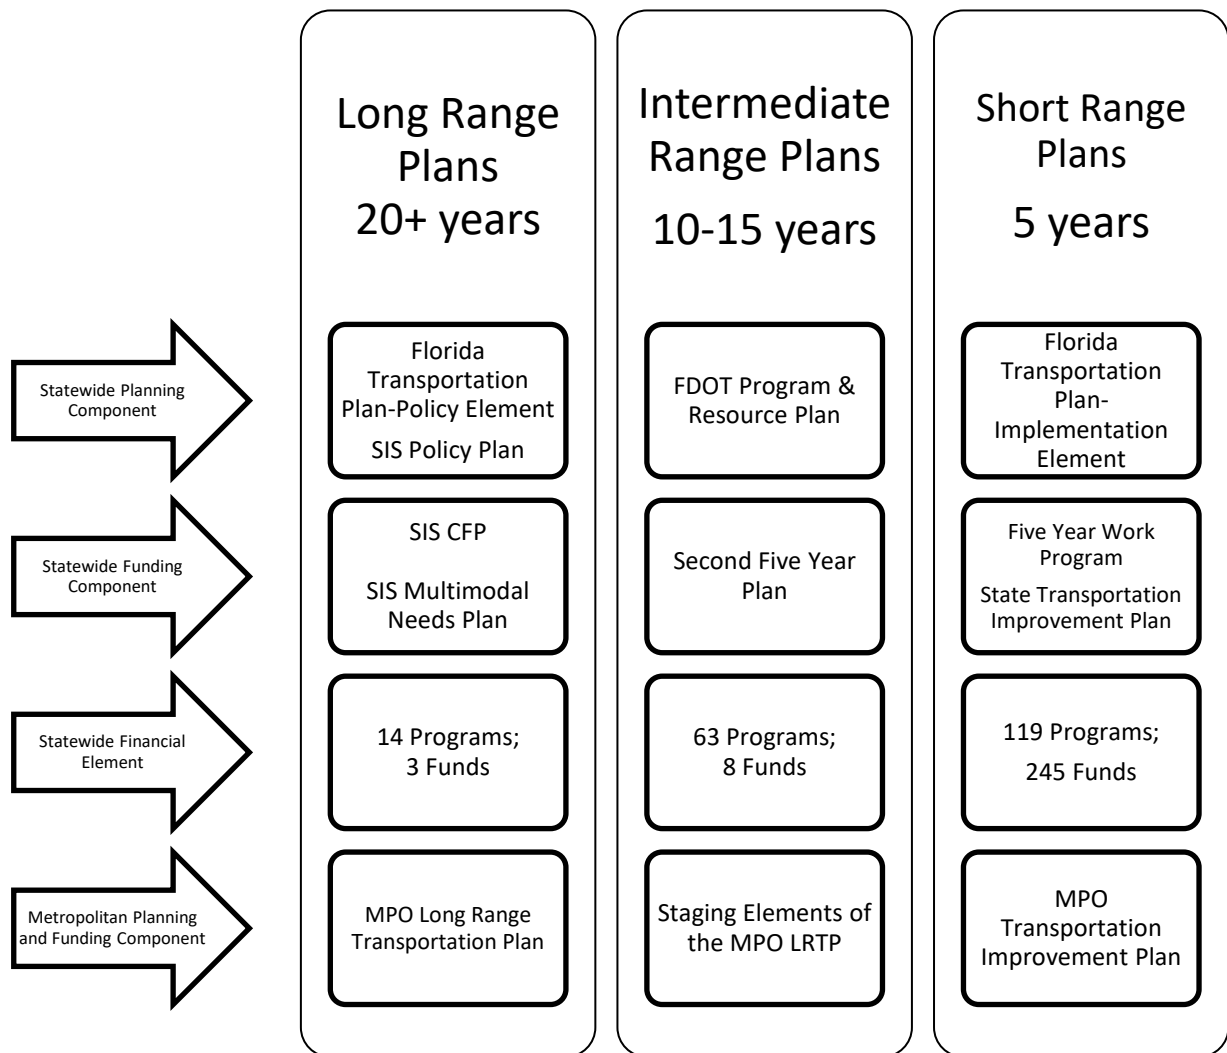 Long Range
Plans
20+ years
Intermediate
Range Plans
10-15 years
Short Range
Plans
5 years
Statewide Planning
Component
Florida
Transportation
Plan-Policy Element
SIS Policy Plan
FDOT Program &
Resource Plan
Florida
Transportation
Plan-
Implementation
Element
Statewide Funding
Component
SIS CFP
SIS Multimodal
Needs Plan
Second Five Year
Plan
Five Year Work
Program
State Transportation
Improvement Plan
Statewide Financial
Element
14 Programs;
3 Funds
63 Programs;
8 Funds
119 Programs;
245 Funds
Metropolitan Planning
and Funding Component
MPO Long Range
Transportation Plan
Staging Elements of
the MPO LRTP
MPO
Transportation
Improvement Plan